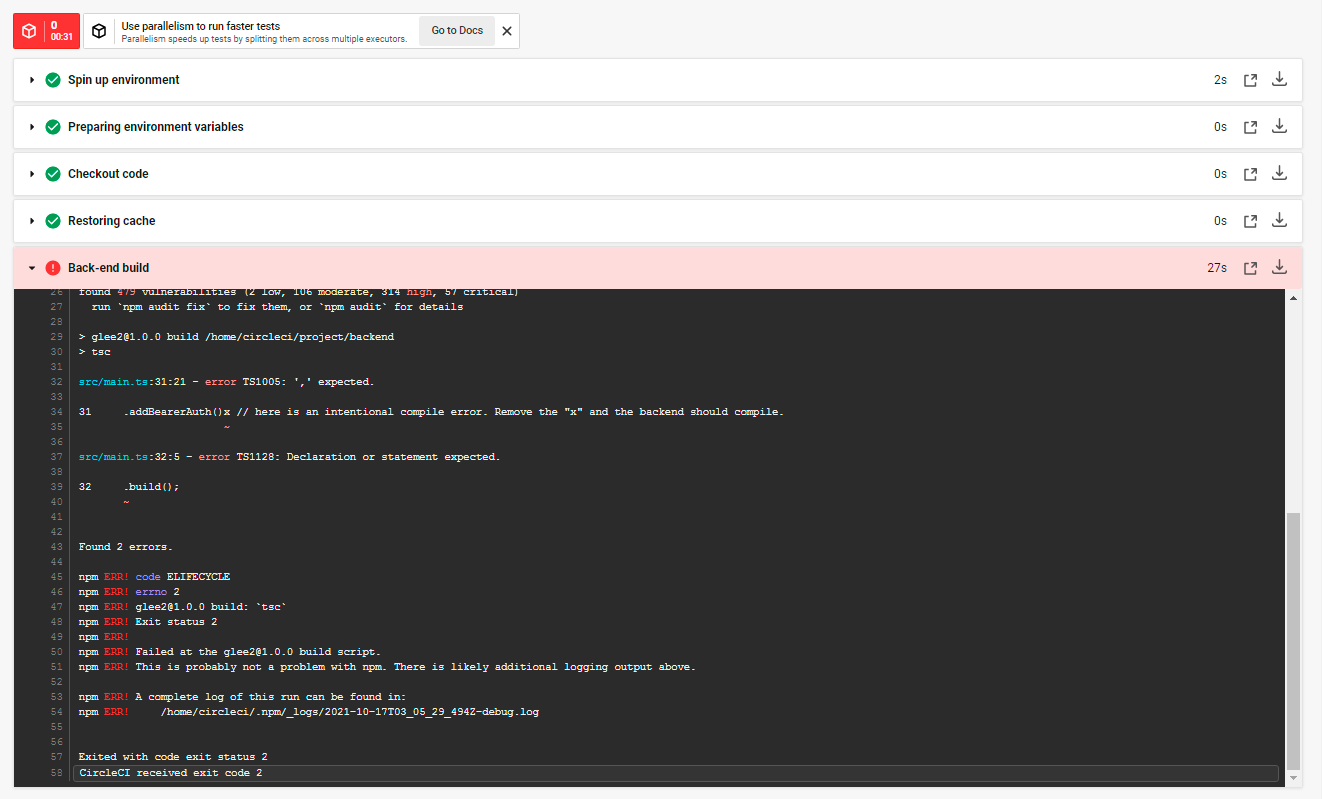 0
00:31
Use parallelism to run faster tests
Parallelism speeds up tests by splitting them across multiple executors.
Go to Docs
Spin up environment 2s
Preparing environment variables 0s
Checkout code 0s
Restoring cache 0s
Back-end build 27s
26 found 479 vulnerabilities (2 low, 106 moderate, 314 high, 57 critical)
27 run `npm audit fix` to fix them, or `npm audit` for details
28
29 > glee2@1.0.0 build /home/circleci/project/backend
30 > tsc
31
32 src/main.ts:31:21 - error TS1005: ',' expected.
33
34 31 .addBearerAuth()x // here is an intentional compile error. Remove the "x" and the backend should compile.
35 ~
36
37 src/main.ts:32:5 - error TS1128: Declaration or statement expected.
38
39 32 .build();
40 ~
41
42
43 Found 2 errors.
44
45 npm ERR! code ELIFECYCLE
46 npm ERR! errno 2
47 npm ERR! glee2@1.0.0 build: `tsc`
48 npm ERR! Exit status 2
49 npm ERR!
50 npm ERR! Failed at the glee2@1.0.0 build script.
51 npm ERR! This is probably not a problem with npm. There is likely additional logging output above.
52
53 npm ERR! A complete log of this run can be found in:
54 npm ERR! /home/circleci/.npm/_logs/2021-10-17T03_05_29_494Z-debug.log
55
56
57 Exited with code exit status 2
58 CircleCI received exit code 2